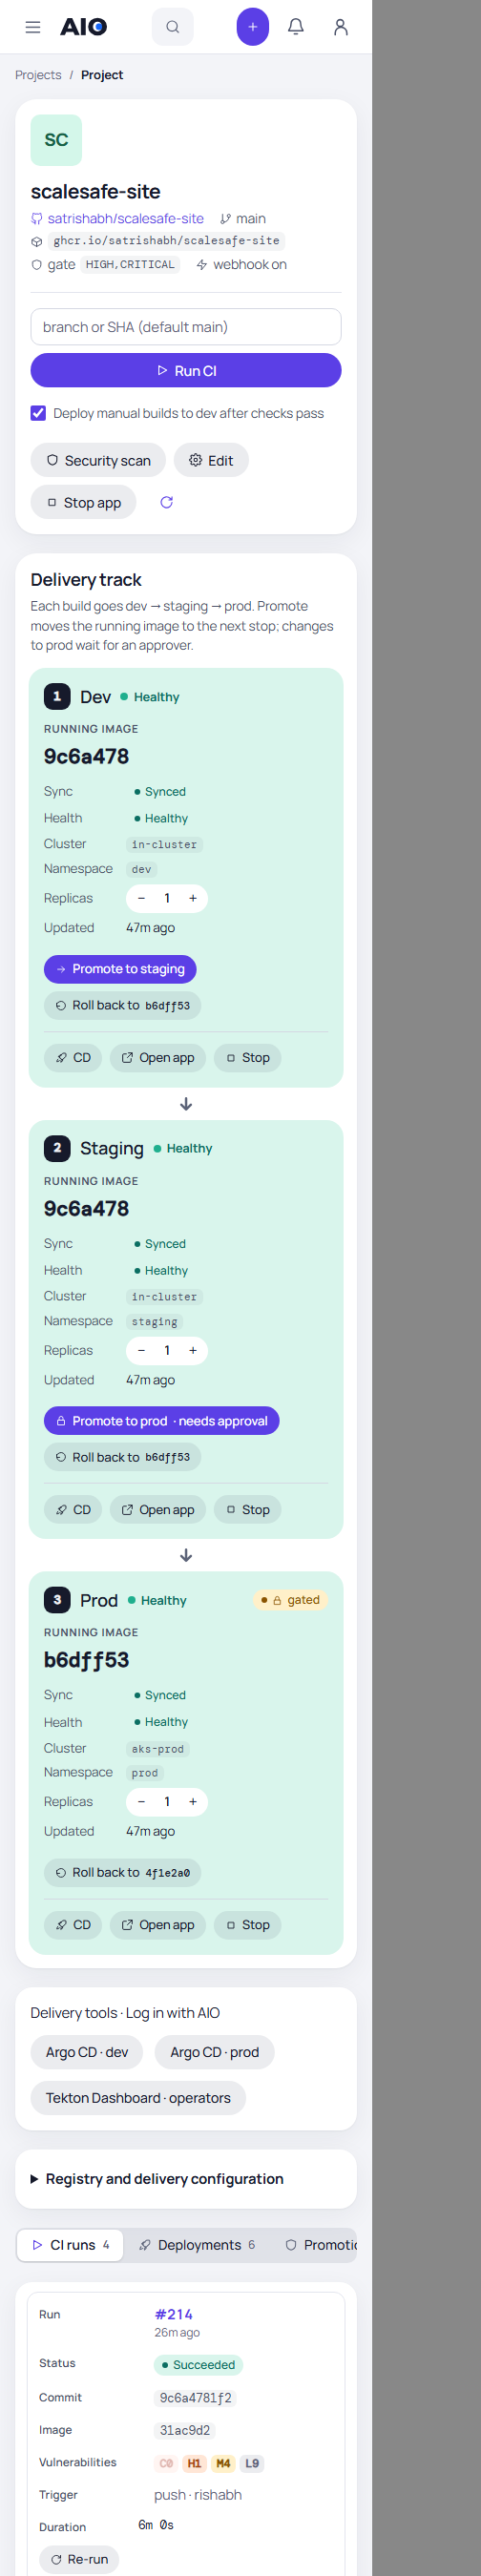 AIO
Projects / Project
SC
scalesafe-site
satrishabh/scalesafe-site main
ghcr.io/satrishabh/scalesafe-site
gate HIGH,CRITICAL webhook on
branch or SHA (default main)
Run CI
Deploy manual builds to dev after checks pass
Security scan Edit
Stop app
Delivery track
Each build goes dev → staging → prod. Promote
moves the running image to the next stop; changes
to prod wait for an approver.
1 Dev Healthy
RUNNING IMAGE
9c6a478
Sync Synced
Health Healthy
Cluster in-cluster
Namespace dev
Replicas − 1 +
Updated 47m ago
→ Promote to staging
Roll back to b6dff53
CD Open app Stop
2 Staging Healthy
RUNNING IMAGE
9c6a478
Sync Synced
Health Healthy
Cluster in-cluster
Namespace staging
Replicas − 1 +
Updated 47m ago
Promote to prod · needs approval
Roll back to b6dff53
CD Open app Stop
3 Prod Healthy gated
RUNNING IMAGE
b6dff53
Sync Synced
Health Healthy
Cluster aks-prod
Namespace prod
Replicas − 1 +
Updated 47m ago
Roll back to 4f1e2a0
CD Open app Stop
Delivery tools · Log in with AIO
Argo CD · dev Argo CD · prod
Tekton Dashboard · operators
Registry and delivery configuration
CI runs 4 Deployments 6 Promotic
Run #214
26m ago
Status Succeeded
Commit 9c6a4781f2
Image 31ac9d2
Vulnerabilities C0 H1 M4 L9
Trigger push · rishabh
Duration 6m 0s
Re-run